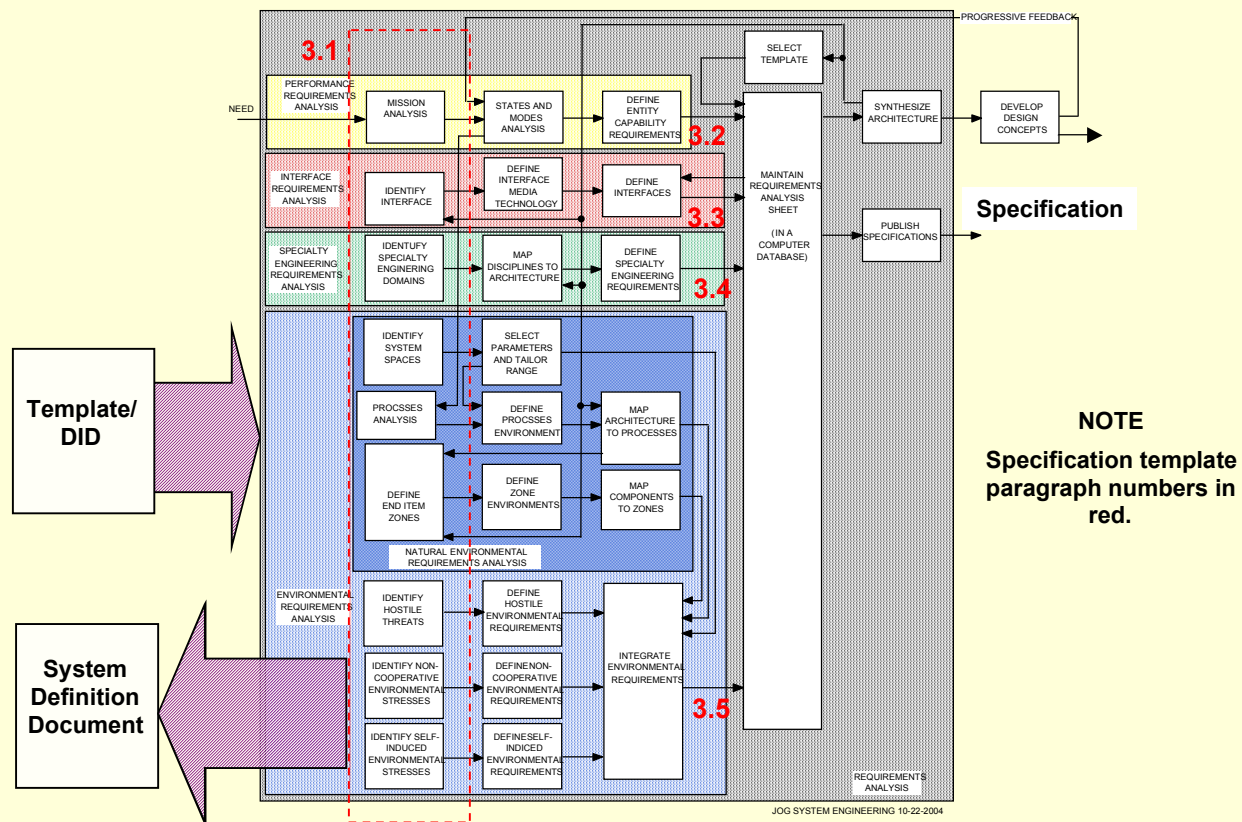 PROGRESSIVE FEEDBACK
3.1
SELECT
TEMPLATE
PERFORMANCE
REQUIREMENTS
ANALYSIS
NEED
MISSION
ANALYSIS
STATES AND
MODES
ANALYSIS
DEFINE
ENTITY
CAPABILITY
REQUIREMENTS
3.2
SYNTHESIZE
ARCHITECTURE
DEVELOP
DESIGN
CONCEPTS
INTERFACE
REQUIREMENTS
ANALYSIS
IDENTIFY
INTERFACE
DEFINE
INTERFACE
MEDIA
TECHNOLOGY
DEFINE
INTERFACES
3.3
MAINTAIN
REQUIREMENTS
ANALYSIS
SHEET
(IN A
COMPUTER
DATABASE)
PUBLISH
SPECIFICATIONS
Specification
SPECIALTY
ENGINEERING
REQUIREMENTS
ANALYSIS
IDENTUFY
SPECIALTY
ENGINERING
DOMAINS
MAP
DISCIPLINES TO
ARCHITECTURE
DEFINE
SPECIALTY
ENGINEERING
REQUIREMENTS
3.4
IDENTIFY
SYSTEM
SPACES
SELECT
PARAMETERS
AND TAILOR
RANGE
Template/
DID
PROCSSES
ANALYSIS
DEFINE
PROCSSES
ENVIRONMENT
MAP
ARCHITECTURE
TO PROCESSES
DEFINE
END ITEM
ZONES
DEFINE
ZONE
ENVIRONMENTS
MAP
COMPONENTS
TO ZONES
NATURAL ENVIRONMENTAL
REQUIREMENTS ANALYSIS
NOTE
Specification template
paragraph numbers in
red.
ENVIRONMENTAL
REQUIREMENTS
ANALYSIS
IDENTIFY
HOSTILE
THREATS
DEFINE
HOSTILE
ENVIRONMENTAL
REQUIREMENTS
System
Definition
Document
IDENTIFY NON-
COOPERATIVE
ENVIRONMENTAL
STRESSES
DEFINE NON-
COOPERATIVE
ENVIRONMENTAL
REQUIREMENTS
INTEGRATE
ENVIRONMENTAL
REQUIREMENTS
3.5
IDENTIFY SELF-
INDUCED
ENVIRONMENTAL
STRESSES
DEFINE SELF-
INDICED
ENVIRONMENTAL
REQUIREMENTS
REQUIREMENTS
ANALYSIS
JOG SYSTEM ENGINEERING 10-22-2004